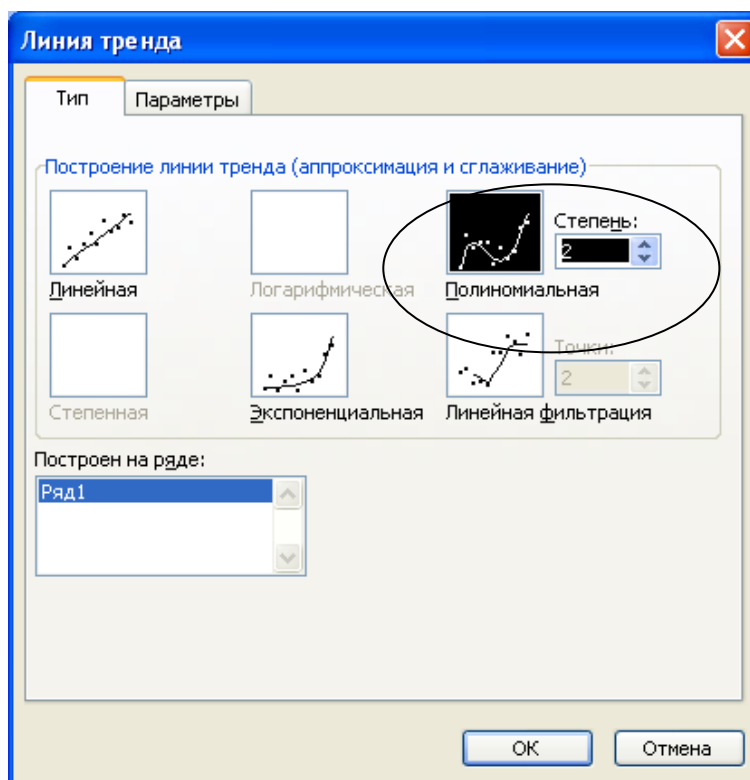 Линия тренда
Тип Параметры
Построение линии тренда (аппроксимация и сглаживание)
Степень:
2
Линейная Логарифмическая Полиномиальная
Точки:
2
Степенная Экспоненциальная Линейная фильтрация
Построен на ряде:
Ряд1
ОК Отмена